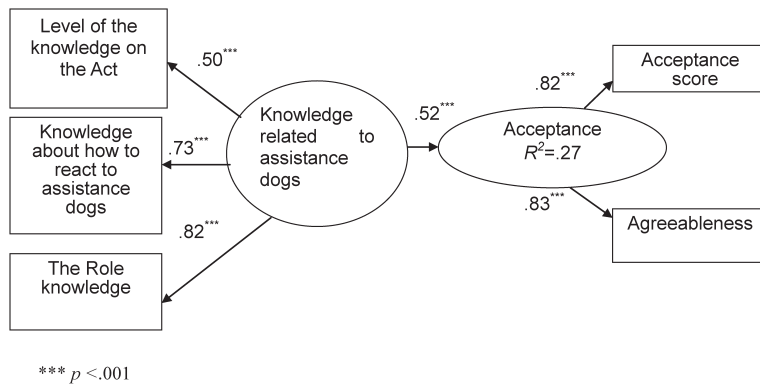 Level of the
knowledge on
the Act
.50***
Knowledge
about how to
react to
assistance
dogs
.73***
The Role
knowledge
.82***
Knowledge
related to
assistance
dogs
.52***
Acceptance
R²=.27
.82***
Acceptance
score
.83***
Agreeableness
*** p <.001